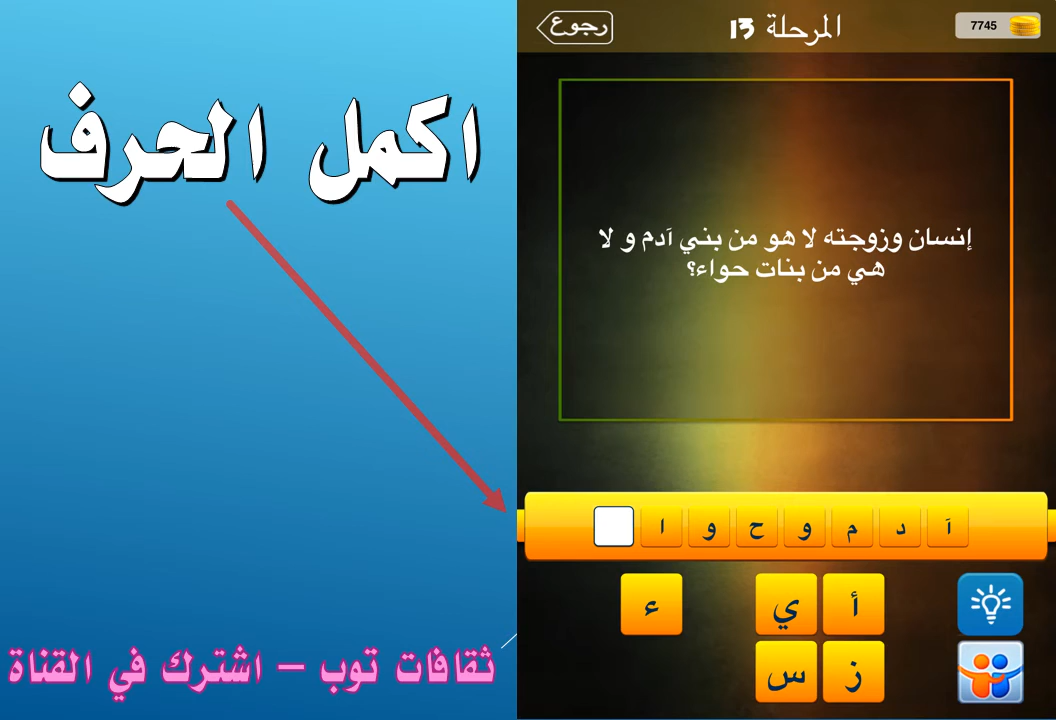 اكمل الحرف
ثقافات توب – اشترك في القناة
رجوع
المرحلة 13
7745
إنسان وزوجته لا هو من بني آدم و لا
هي من بنات حواء؟
آ د م و ح و ا
أ ي ء
ز س